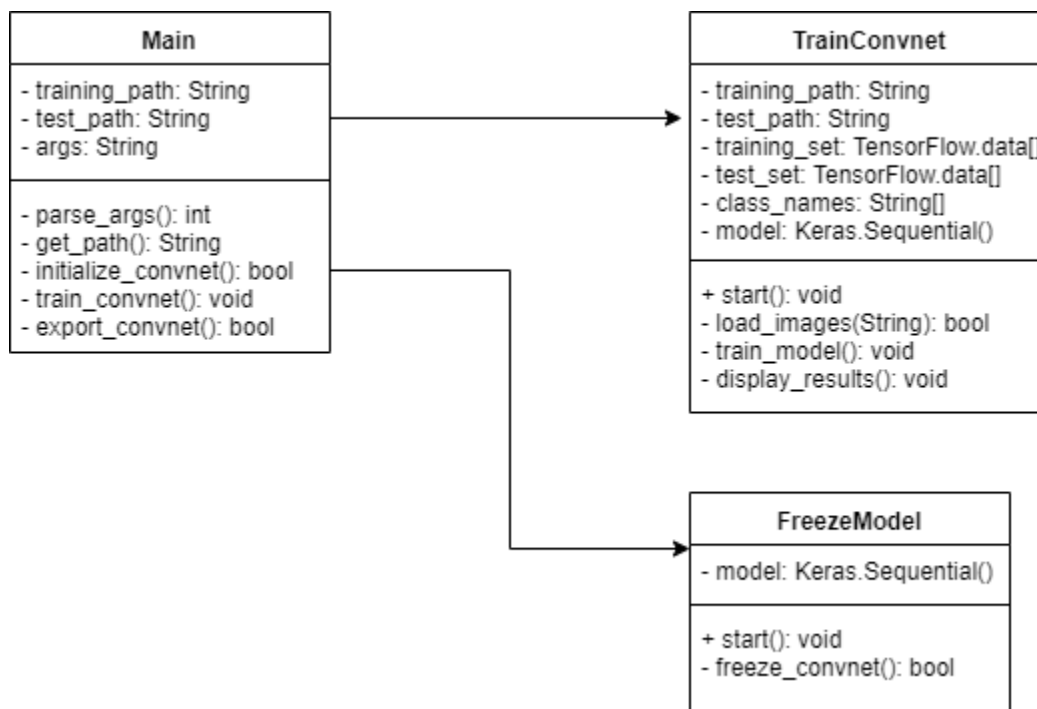 Main
- training_path: String
- test_path: String
- args: String
- parse_args(): int
- get_path(): String
- initialize_convnet(): bool
- train_convnet(): void
- export_convnet(): bool
TrainConvnet
- training_path: String
- test_path: String
- training_set: TensorFlow.data[]
- test_set: TensorFlow.data[]
- class_names: String[]
- model: Keras.Sequential()
+ start(): void
- load_images(String): bool
- train_model(): void
- display_results(): void
FreezeModel
- model: Keras.Sequential()
+ start(): void
- freeze_convnet(): bool